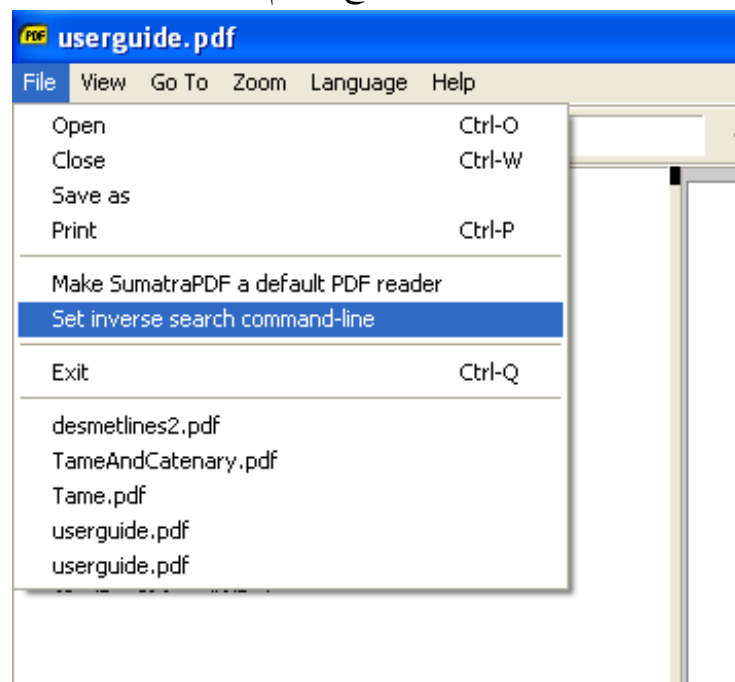 PDF userguide.pdf
File View Go To Zoom Language Help
Open Ctrl-O
Close Ctrl-W
Save as
Print Ctrl-P
Make SumatraPDF a default PDF reader
Set inverse search command-line
Exit Ctrl-Q
desmetlines2.pdf
TameAndCatenary.pdf
Tame.pdf
userguide.pdf
userguide.pdf